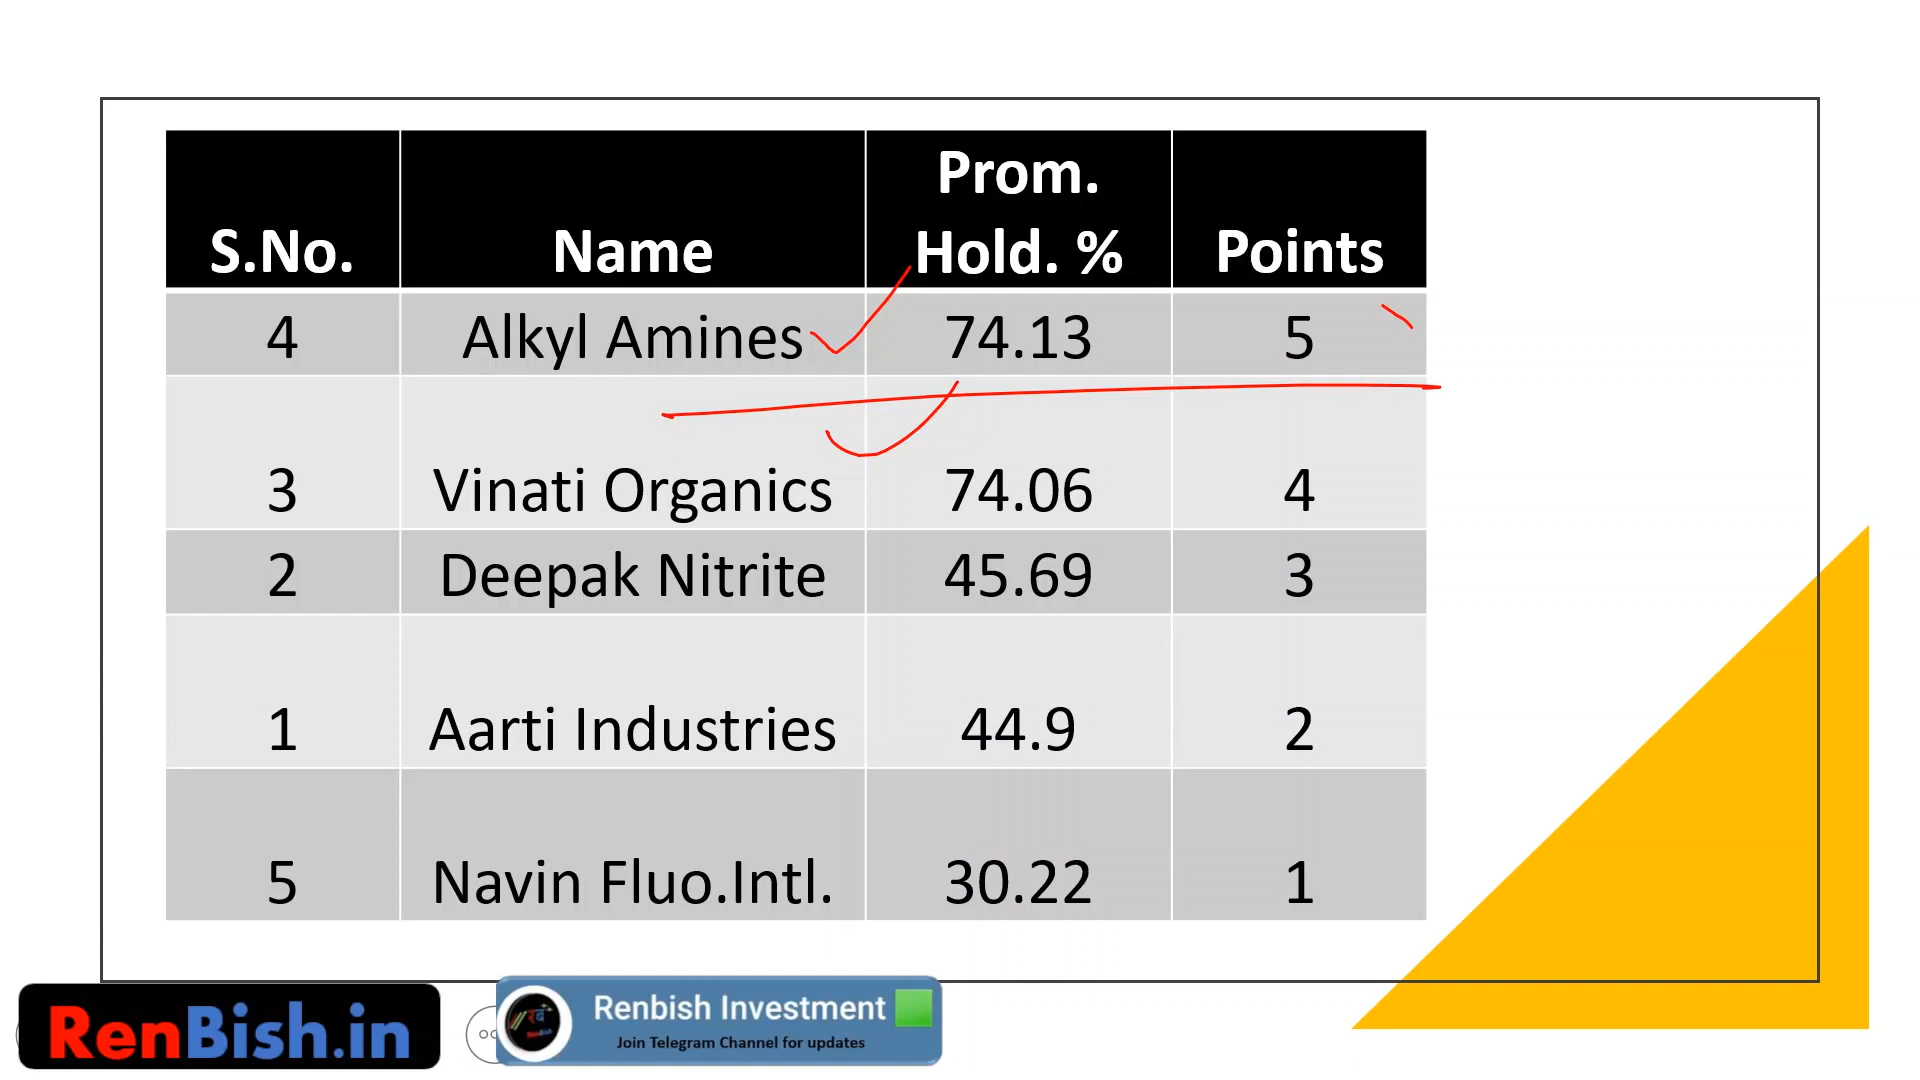 S.No. Name Prom. Hold. % Points
4 Alkyl Amines 74.13 5
3 Vinati Organics 74.06 4
2 Deepak Nitrite 45.69 3
1 Aarti Industries 44.9 2
5 Navin Fluo.Intl. 30.22 1
RenBish.in
Renbish Investment
Join Telegram Channel for updates